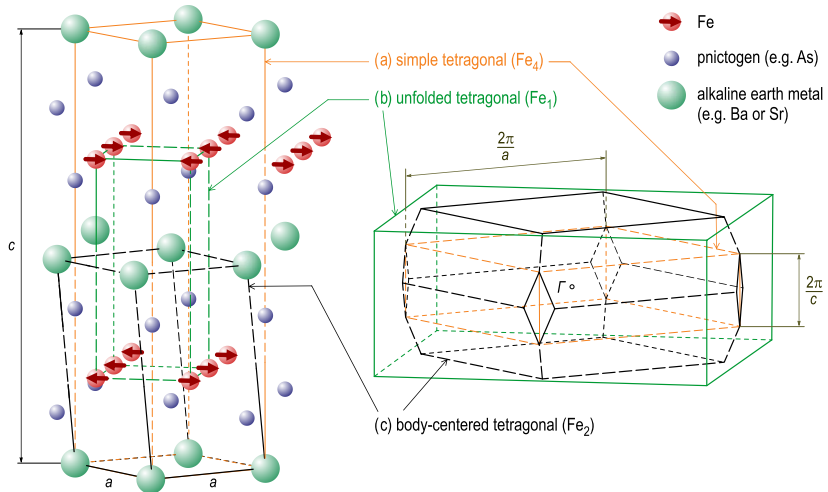 Fe
(a) simple tetragonal (Fe₄)
pnictogen (e.g. As)
(b) unfolded tetragonal (Fe₁)
alkaline earth metal
(e.g. Ba or Sr)
2π
a
c
Γ
2π
c
(c) body-centered tetragonal (Fe₂)
a
a